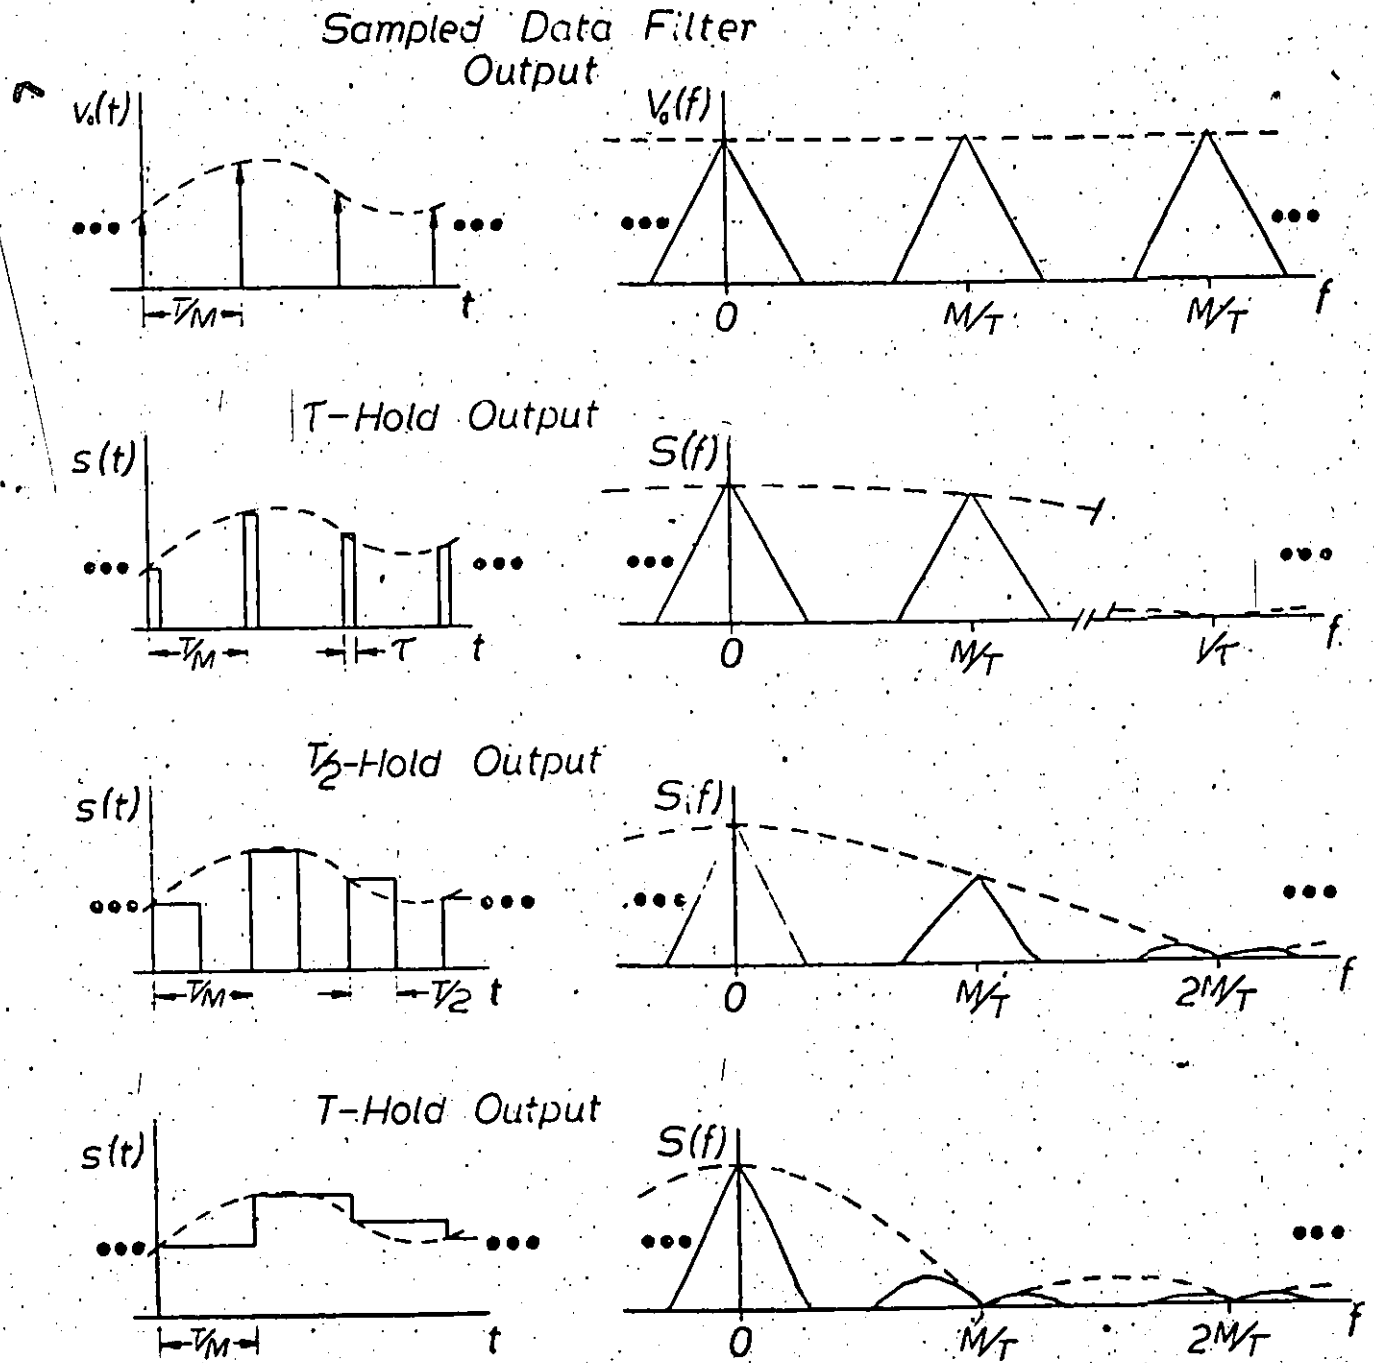 Sampled Data Filter
Output
v₀(t)
V₀(f)
T/M
t
0
M/T
M/T
f
τ-Hold Output
s(t)
S(f)
T/M
τ
t
0
M/T
1/τ
f
T/2-Hold Output
s(t)
S(f)
T/M
T/2
t
0
M/T
2M/T
f
T-Hold Output
s(t)
S(f)
T/M
t
0
M/T
2M/T
f